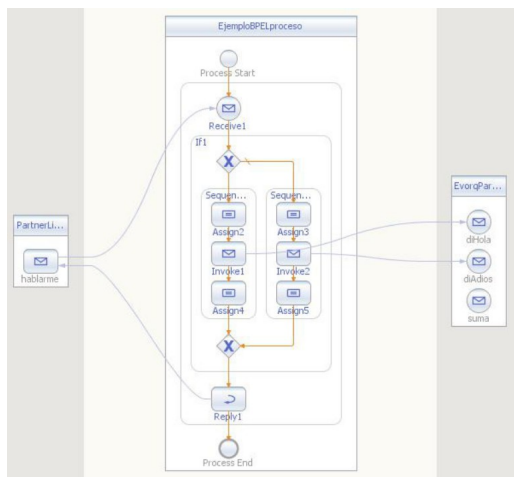 EjemploBPELproceso
Process Start
Receive1
If1
Sequen... Sequen...
Assign2 Assign3
Invoke1 Invoke2
Assign4 Assign5
Reply1
Process End
PartnerLi...
hablarme
EvorqPar...
diHola
diAdios
suma